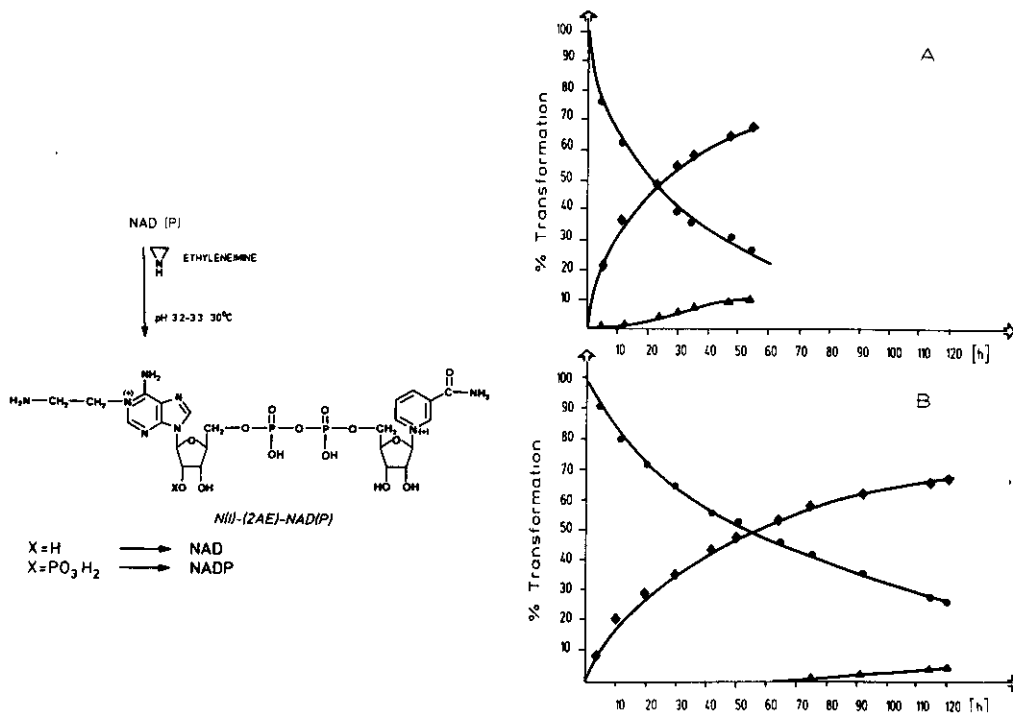 NAD (P)
N
H
ETHYLENEIMINE
pH 3.2-3.3 30°C
NH₂
H₂N—CH₂—CH₂—N(+)
N
N
N
CH₂—O—P—O—P—O—CH₂
O
O
OH
OH
O
O
XO
OH
HO
OH
N(+)
O
C—NH₂
N(1)-(2AE)-NAD(P)
X = H → NAD
X = PO₃H₂ → NADP
A
% Transformation
100
90
80
70
60
50
40
30
20
10
10 20 30 40 50 60 70 80 90 100 110 120 [h]
B
% Transformation
100
90
80
70
60
50
40
30
20
10
10 20 30 40 50 60 70 80 90 100 110 120 [h]